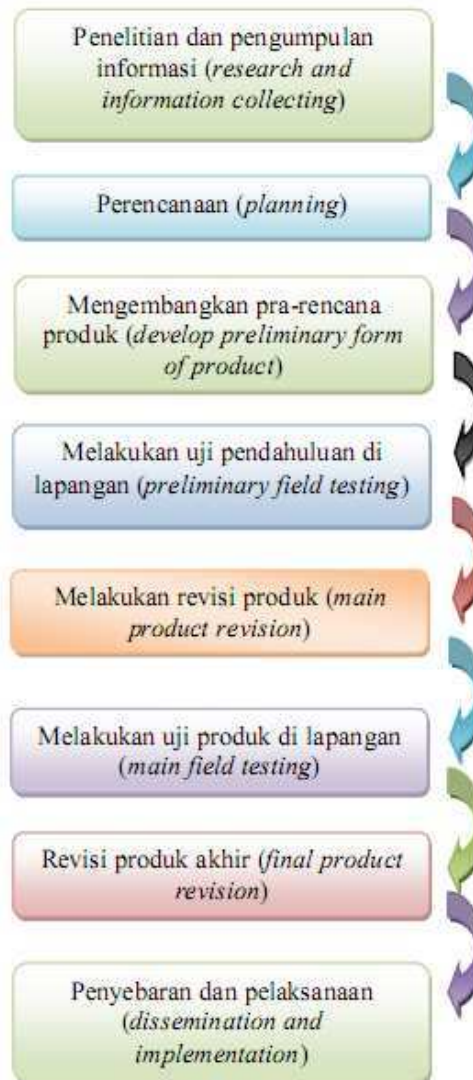 Penelitian dan pengumpulan
informasi (research and
information collecting)
Perencanaan (planning)
Mengembangkan pra-rencana
produk (develop preliminary form
of product)
Melakukan uji pendahuluan di
lapangan (preliminary field testing)
Melakukan revisi produk (main
product revision)
Melakukan uji produk di lapangan
(main field testing)
Revisi produk akhir (final product
revision)
Penyebaran dan pelaksanaan
(dissemination and
implementation)